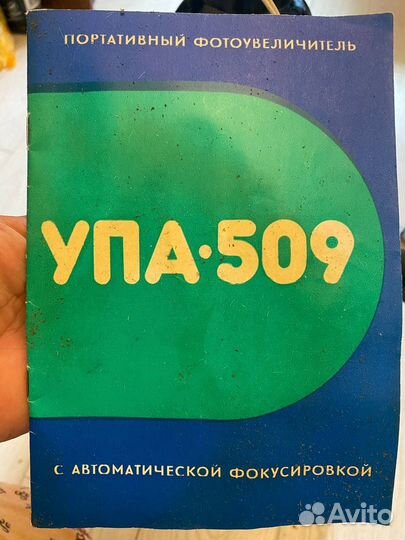 ПОРТАТИВНЫЙ ФОТОУВЕЛИЧИТЕЛЬ
УПА·509
С АВТОМАТИЧЕСКОЙ ФОКУСИРОВКОЙ
Avito